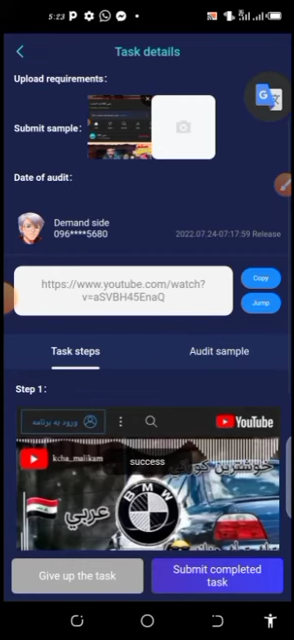 5:23
Task details
Upload requirements:
Submit sample:
Date of audit:
Demand side
096****5680
2022.07.24-07:17:59 Release
https://www.youtube.com/watch?
v=aSVBH45EnaQ
Copy
Jump
Task steps
Audit sample
Step 1:
ورود به برنامه
YouTube
kcha_malikam
success
خوشترین
عربي
BMW
Give up the task
Submit completed
task